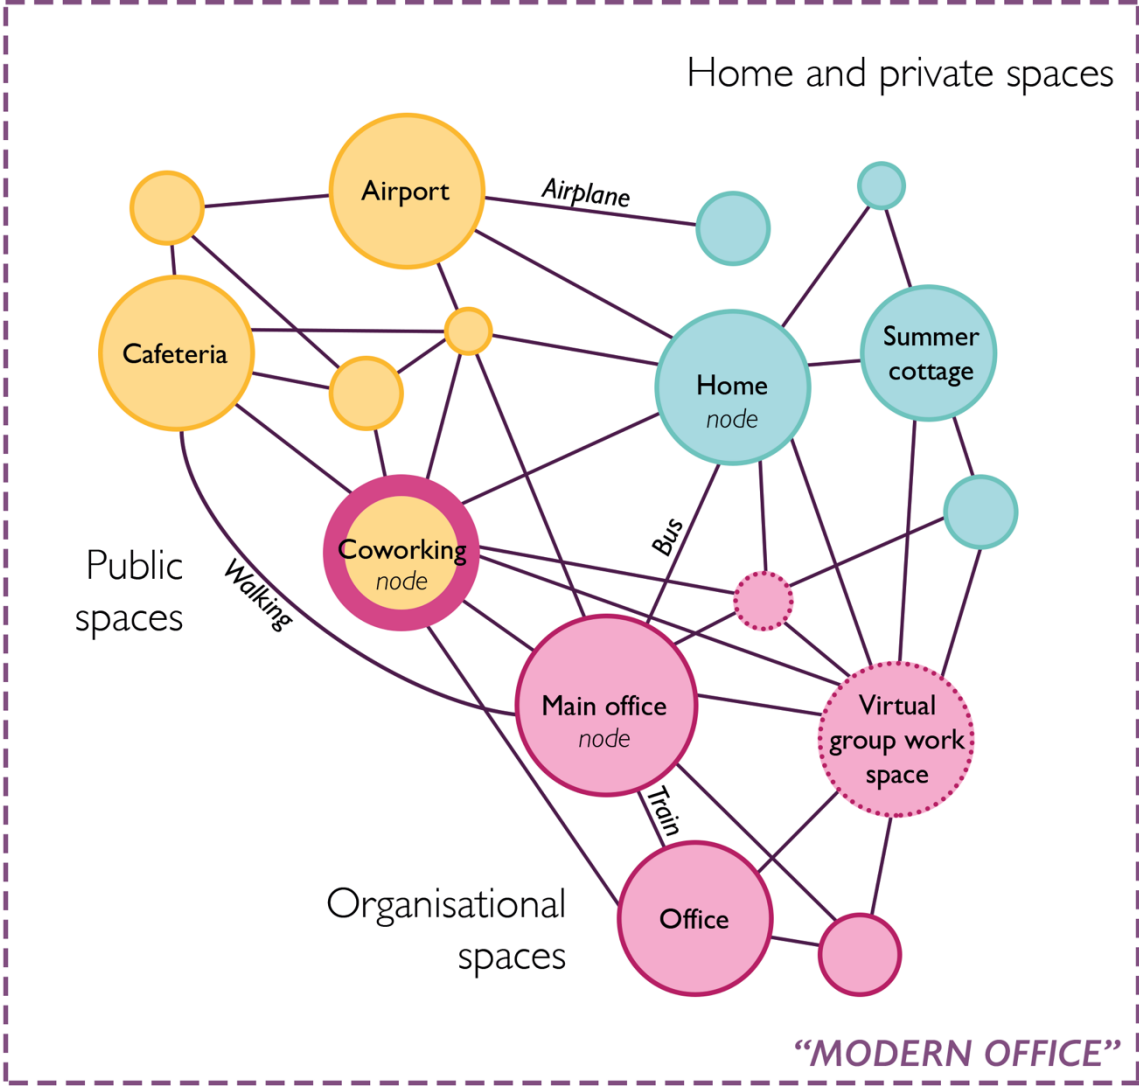 Home and private spaces
Airport
Airplane
Cafeteria
Summer
cottage
Home
node
Coworking
node
Bus
Public
spaces
Walking
Main office
node
Virtual
group work
space
Train
Organisational
spaces
Office
“MODERN OFFICE”